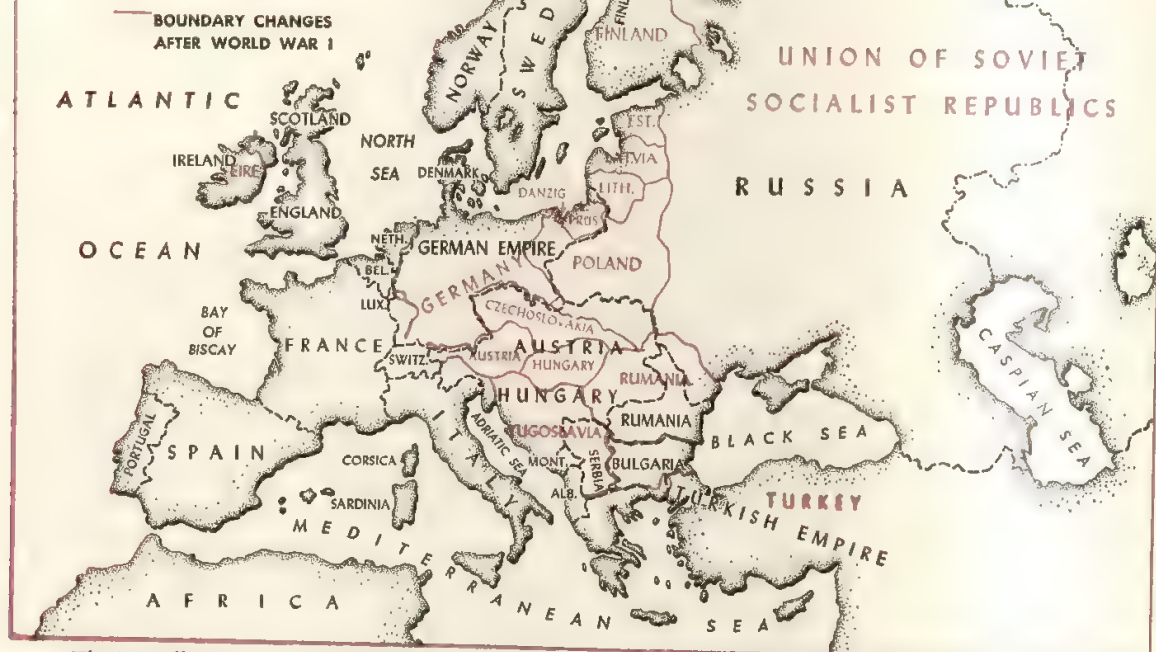 BOUNDARY CHANGES
AFTER WORLD WAR I
NORWAY
SWED
FINL
FINLAND
UNION OF SOVIET
SOCIALIST REPUBLICS
ATLANTIC
SCOTLAND
NORTH
SEA
EST.
IRELAND
EIRE
DENMARK
LATVIA
DANZIG
LITH.
RUSSIA
ENGLAND
PRUS.
OCEAN
NETH.
GERMAN EMPIRE
BEL.
POLAND
GERMANY
LUX.
CZECHOSLOVAKIA
BAY
OF
BISCAY
FRANCE
SWITZ.
AUSTRIA
AUSTRIA
HUNGARY
RUMANIA
CASPIAN SEA
HUNGARY
RUMANIA
PORTUGAL
SPAIN
ITALY
ADRIATIC SEA
YUGOSLAVIA
BLACK SEA
CORSICA
MONT.
SERBIA
BULGARIA
SARDINIA
ALB.
TURKEY
TURKISH EMPIRE
MEDITERRANEAN SEA
AFRICA